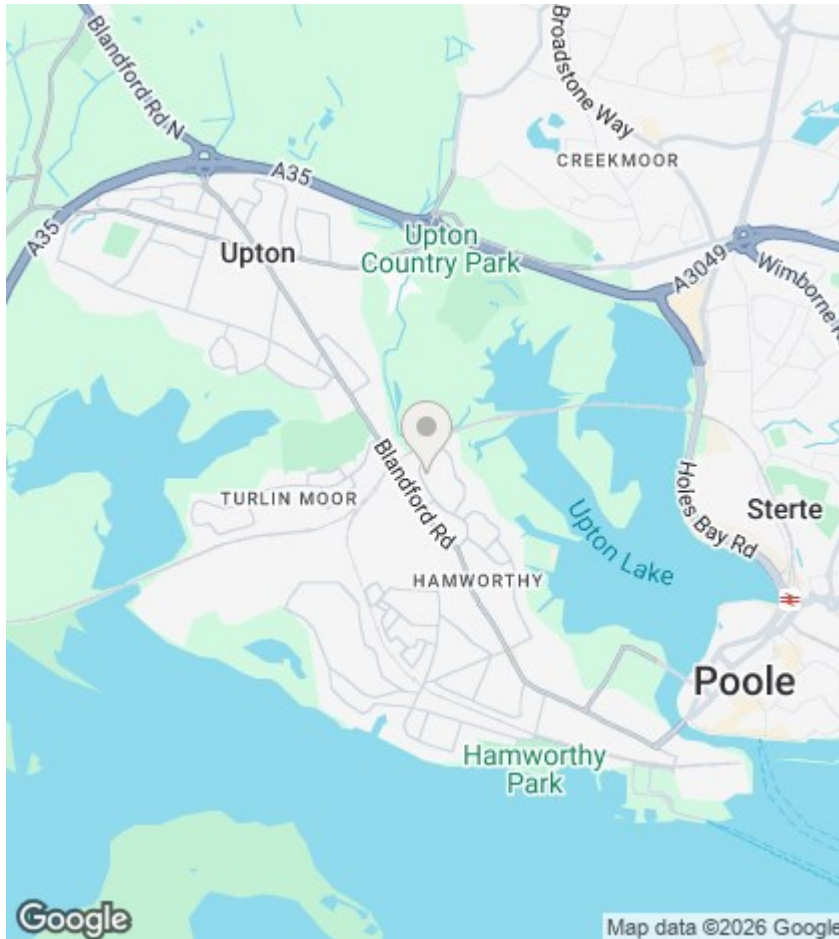 Blandford Rd N
Broadstone Way
CREEKMOOR
A35
A35
Upton
Upton
Country Park
A3049
Wimborne R
Blandford Rd
TURLIN MOOR
Holes Bay Rd
Sterte
Upton Lake
HAMWORTHY
Poole
Hamworthy
Park
Google
Map data ©2026 Google